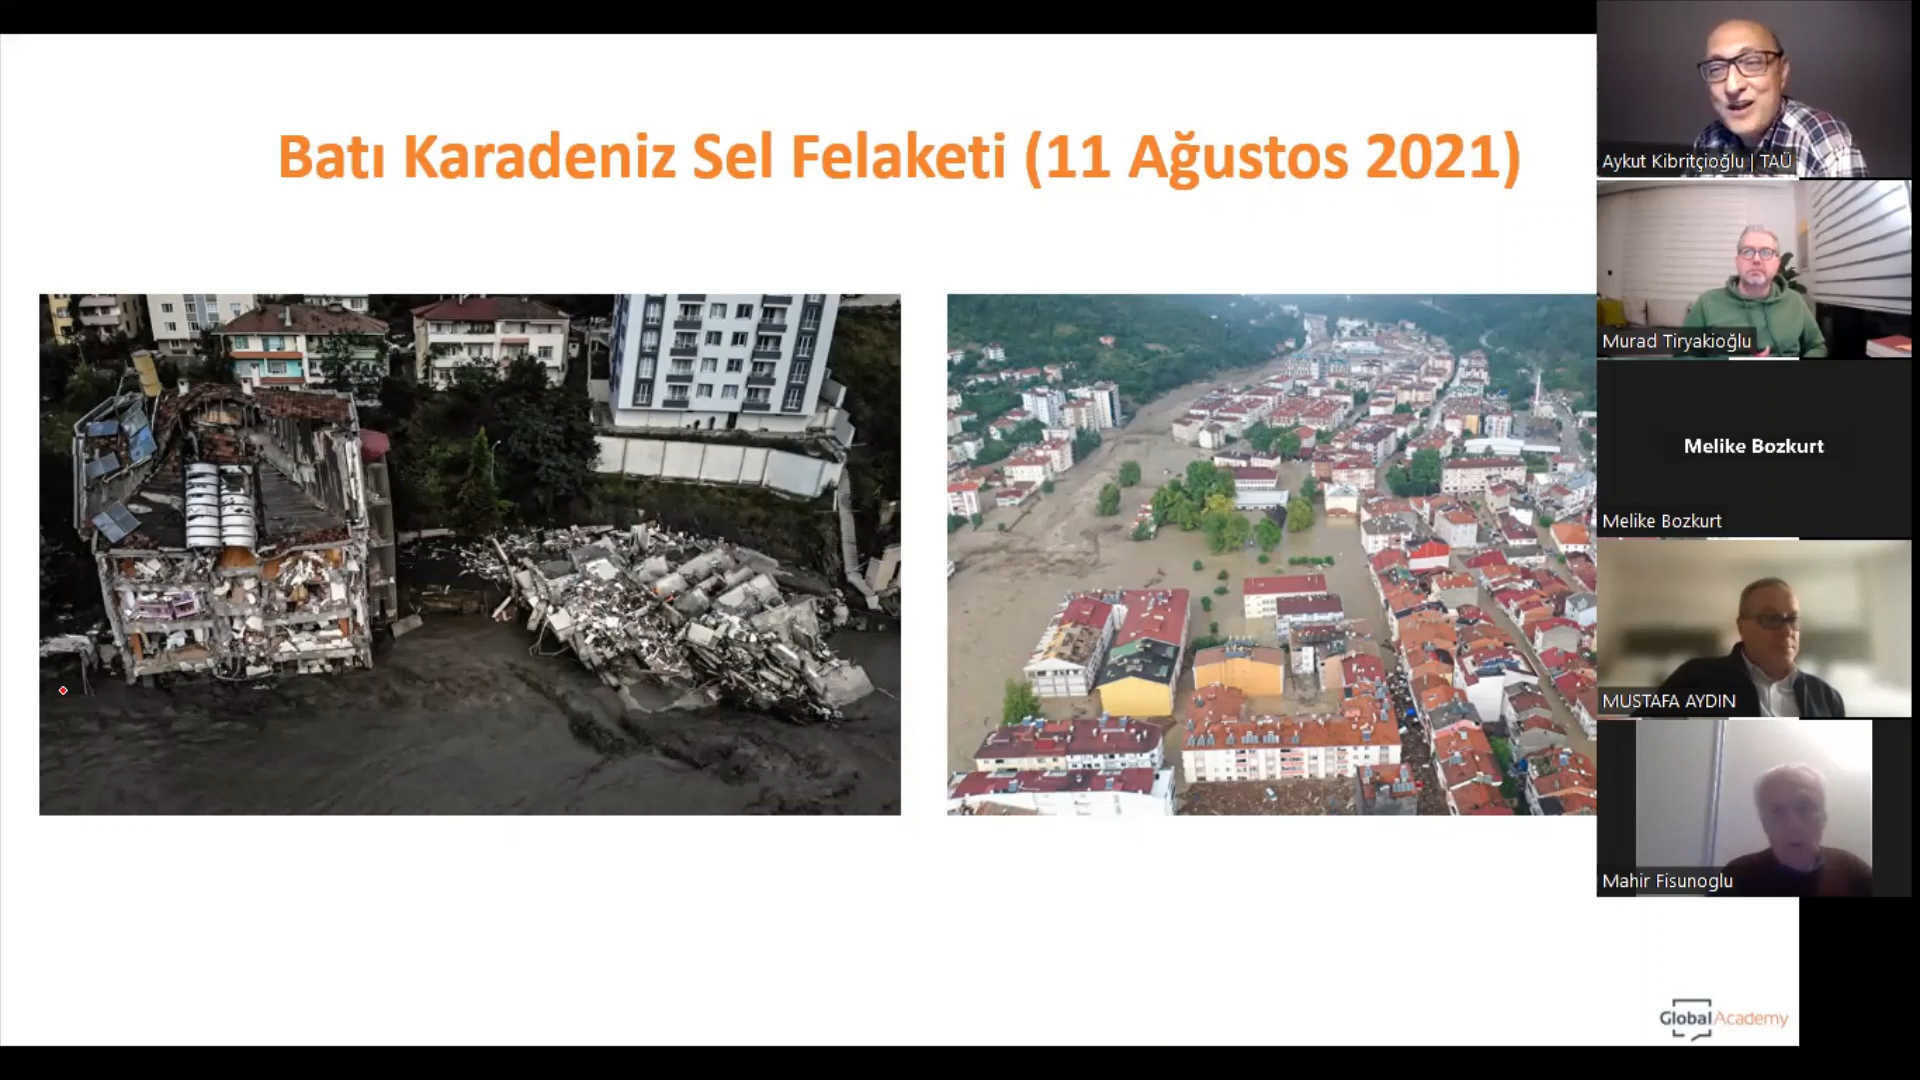 Batı Karadeniz Sel Felaketi (11 Ağustos 2021)
Aykut Kibritçioğlu | TAÜ
Murad Tiryakioğlu
Melike Bozkurt
Melike Bozkurt
MUSTAFA AYDIN
Mahir Fisunoglu
GlobalAcademy